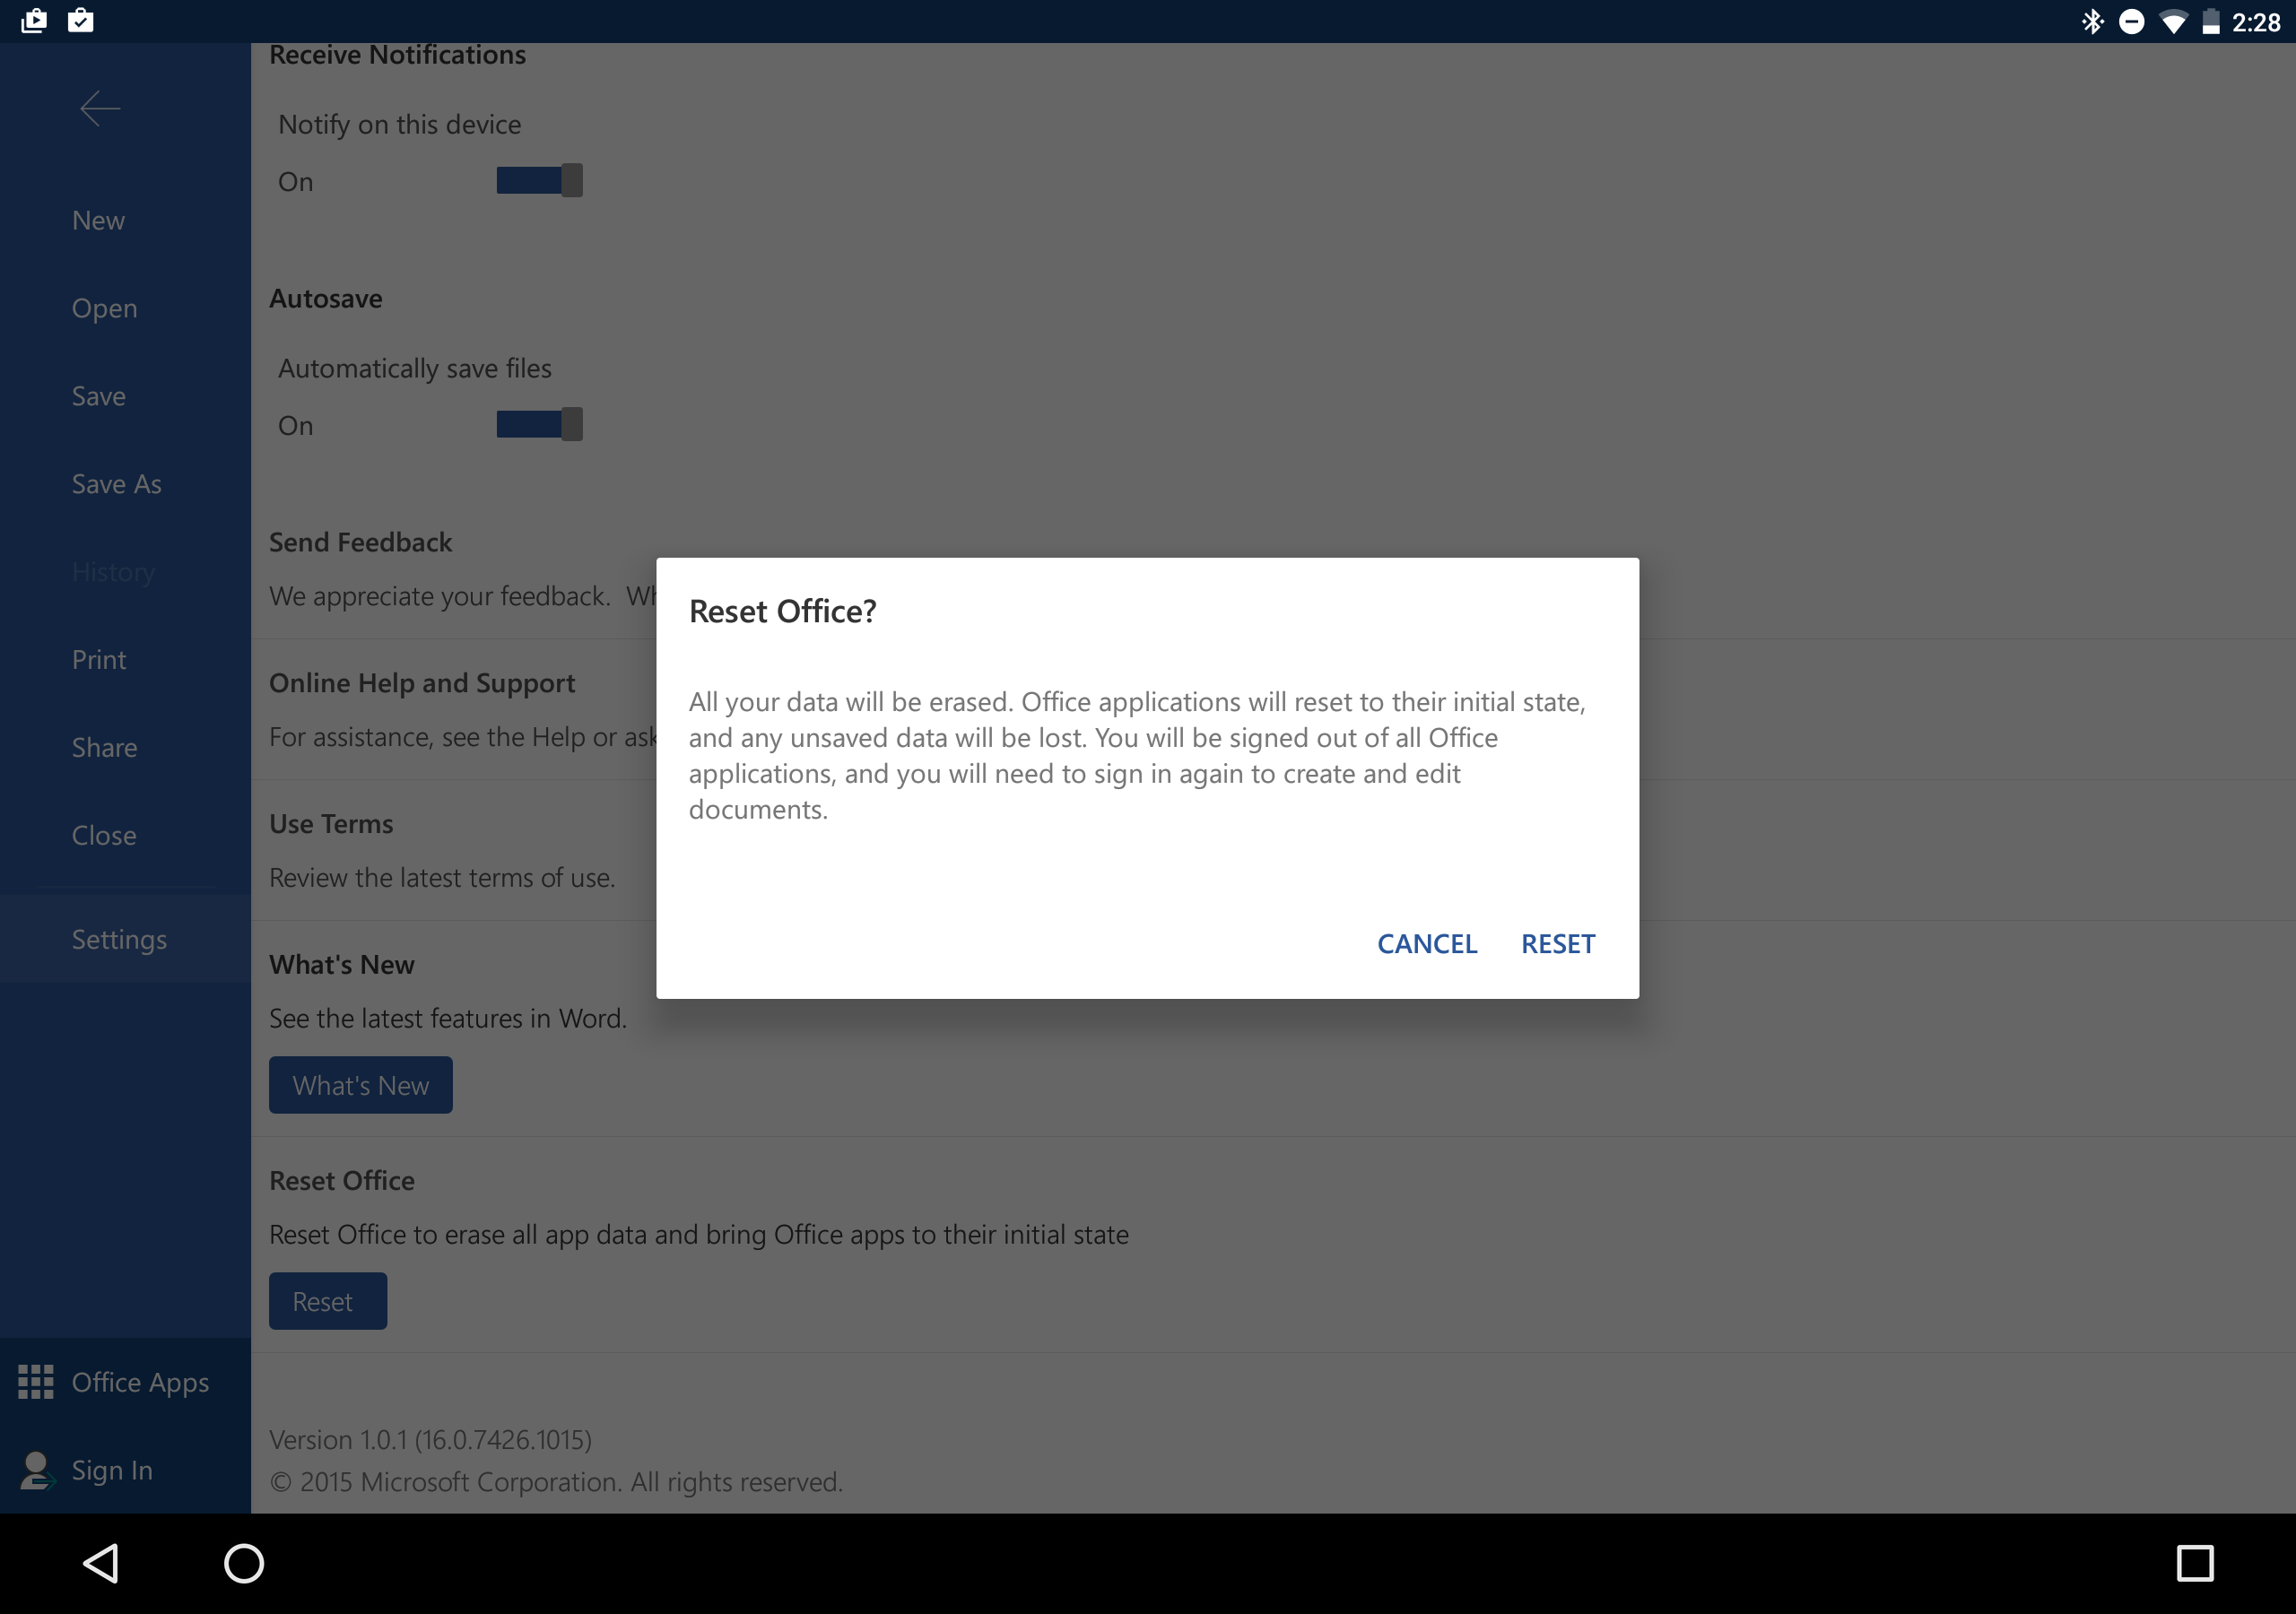 2:28
Receive Notifications
Notify on this device
On
New
Open
Save
Save As
History
Print
Share
Close
Settings
Office Apps
Sign In
Autosave
Automatically save files
On
Send Feedback
We appreciate your feedback.
Online Help and Support
For assistance, see the Help or ask
Use Terms
Review the latest terms of use.
What's New
See the latest features in Word.
What's New
Reset Office
Reset Office to erase all app data and bring Office apps to their initial state
Reset
Version 1.0.1 (16.0.7426.1015)
© 2015 Microsoft Corporation. All rights reserved.
Reset Office?
All your data will be erased. Office applications will reset to their initial state,
and any unsaved data will be lost. You will be signed out of all Office
applications, and you will need to sign in again to create and edit
documents.
CANCEL RESET